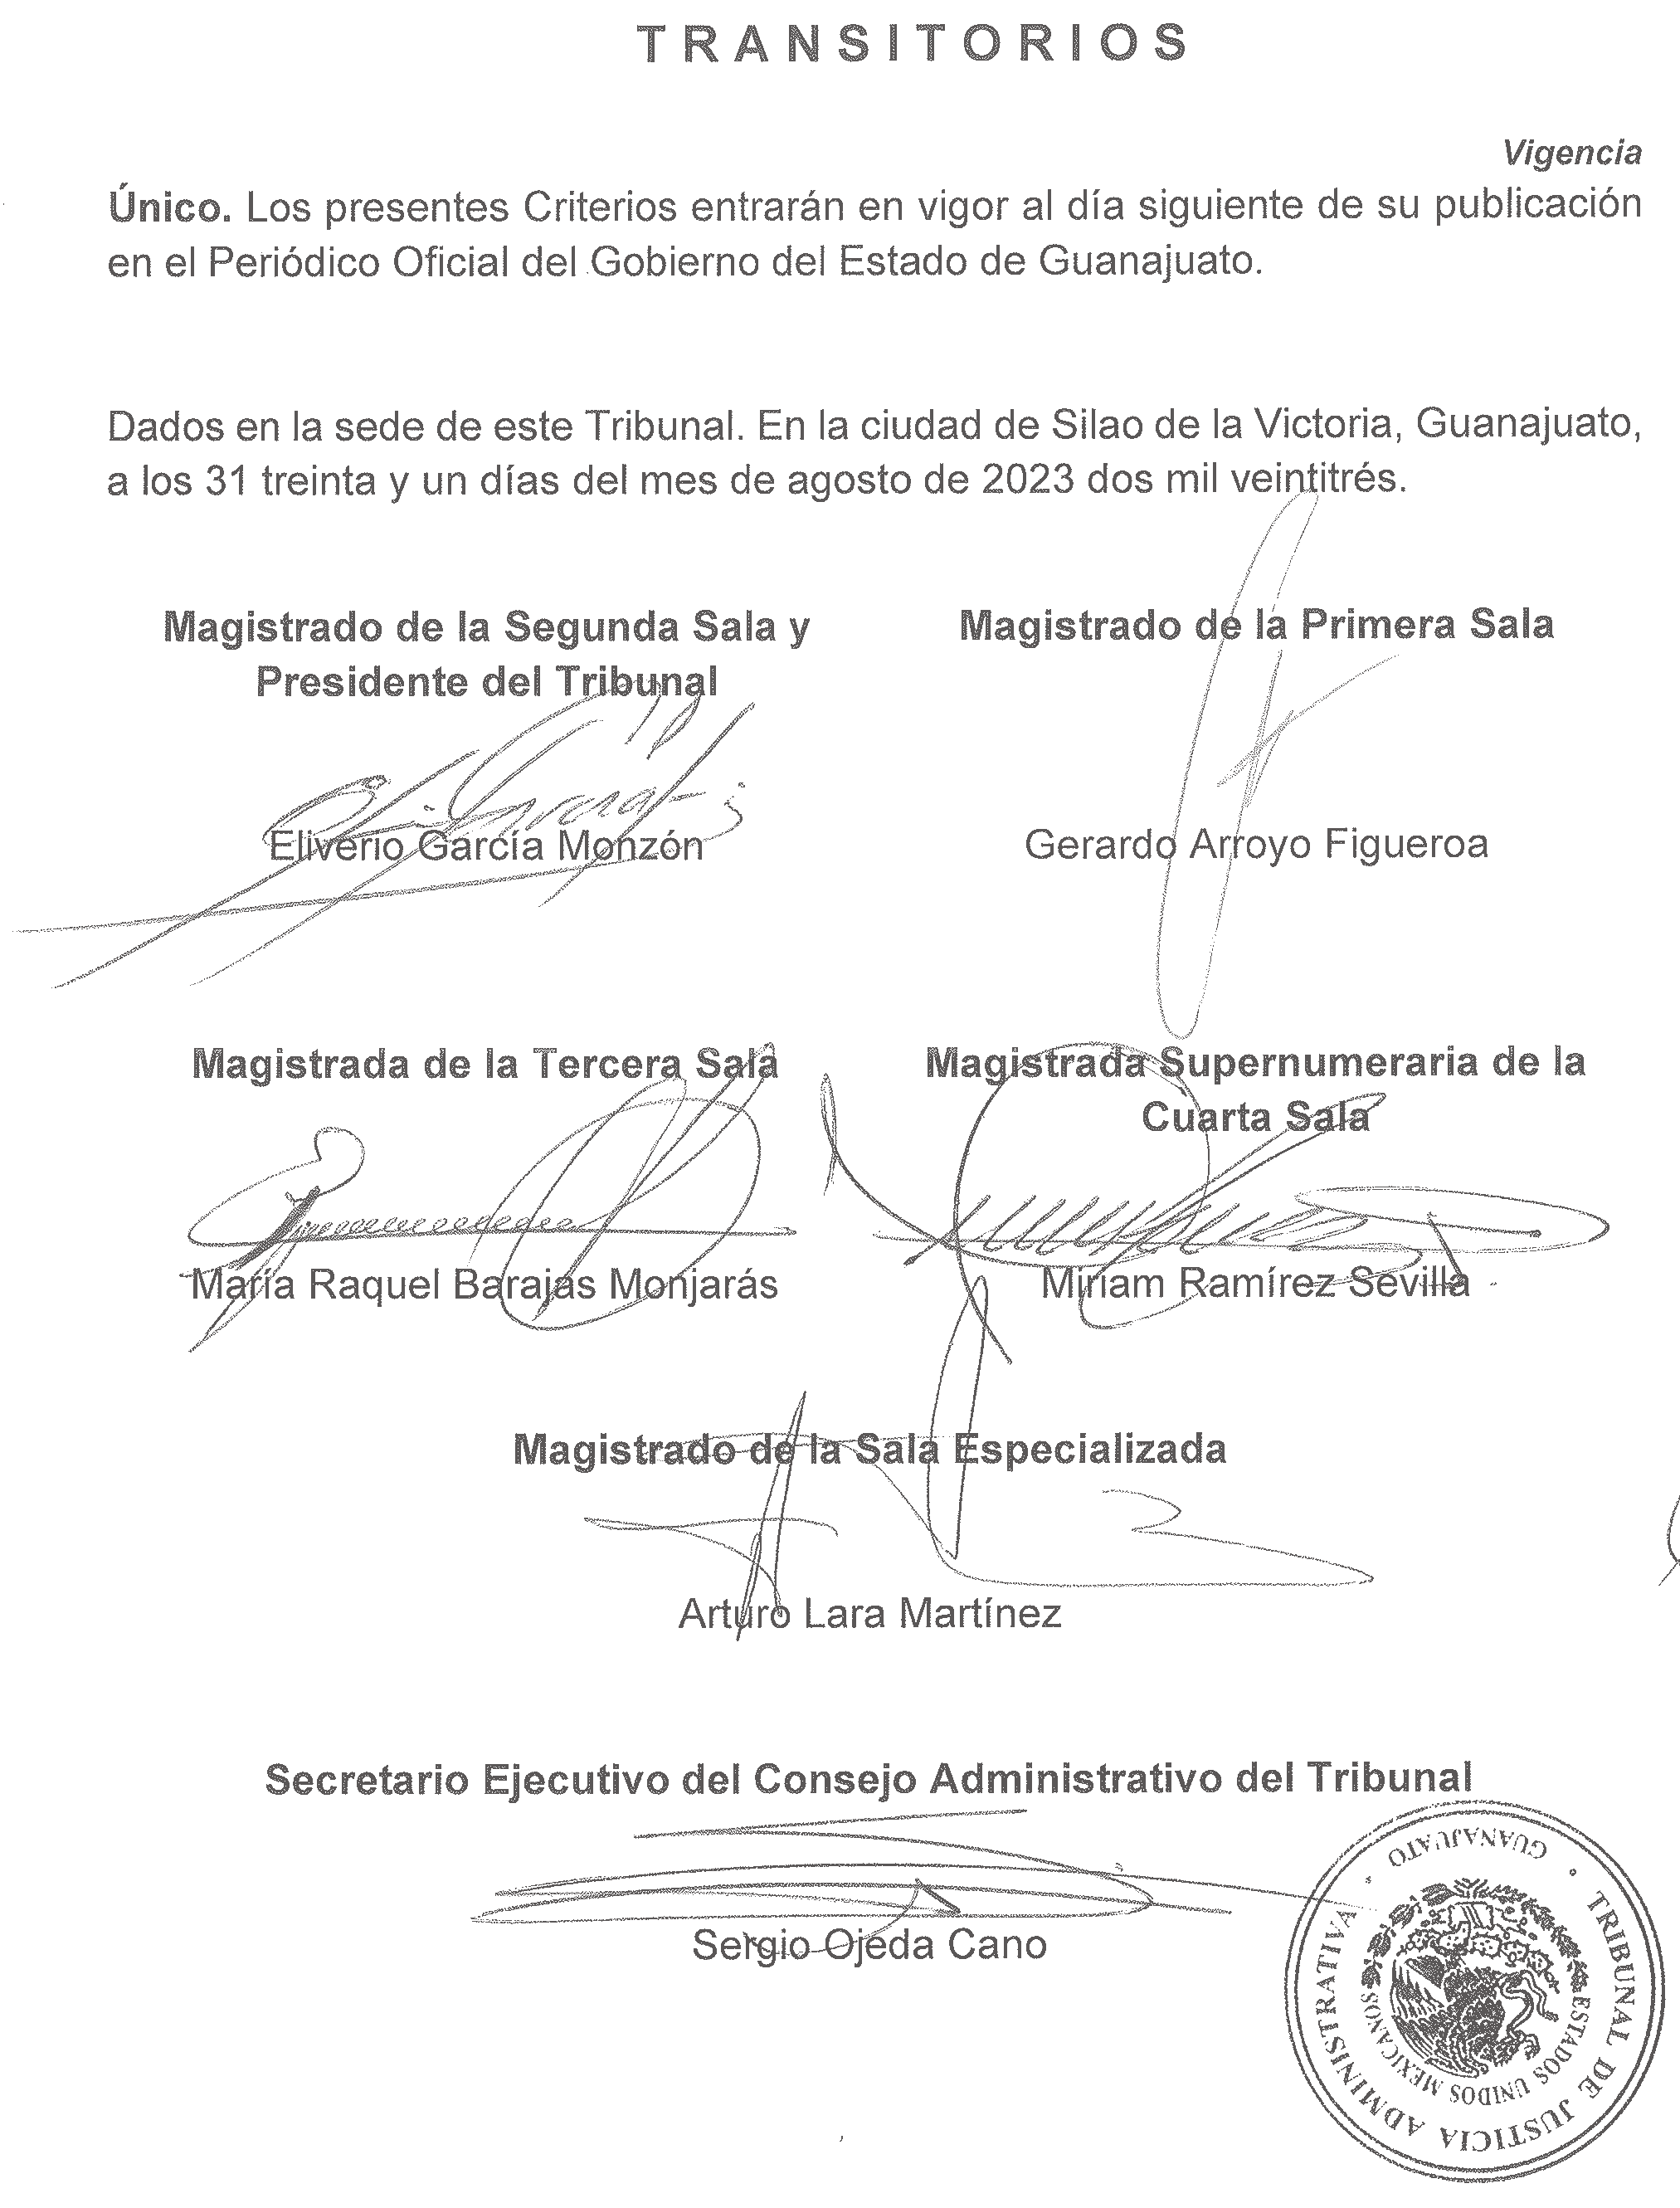 TRANSITORIOS
Vigencia
Único. Los presentes Criterios entrarán en vigor al día siguiente de su publicación
en el Periódico Oficial del Gobierno del Estado de Guanajuato.
Dados en la sede de este Tribunal. En la ciudad de Silao de la Victoria, Guanajuato,
a los 31 treinta y un días del mes de agosto de 2023 dos mil veintitrés.
Magistrado de la Segunda Sala y
Presidente del Tribunal
Eliverio García Monzón
Magistrado de la Primera Sala
Gerardo Arroyo Figueroa
Magistrada de la Tercera Sala
María Raquel Barajas Monjarás
Magistrada Supernumeraria de la
Cuarta Sala
Miriam Ramírez Sevilla
Magistrado de la Sala Especializada
Arturo Lara Martínez
Secretario Ejecutivo del Consejo Administrativo del Tribunal
Sergio Ojeda Cano
TRIBUNAL DE JUSTICIA ADMINISTRATIVA
GUANAJUATO
ESTADOS UNIDOS MEXICANOS